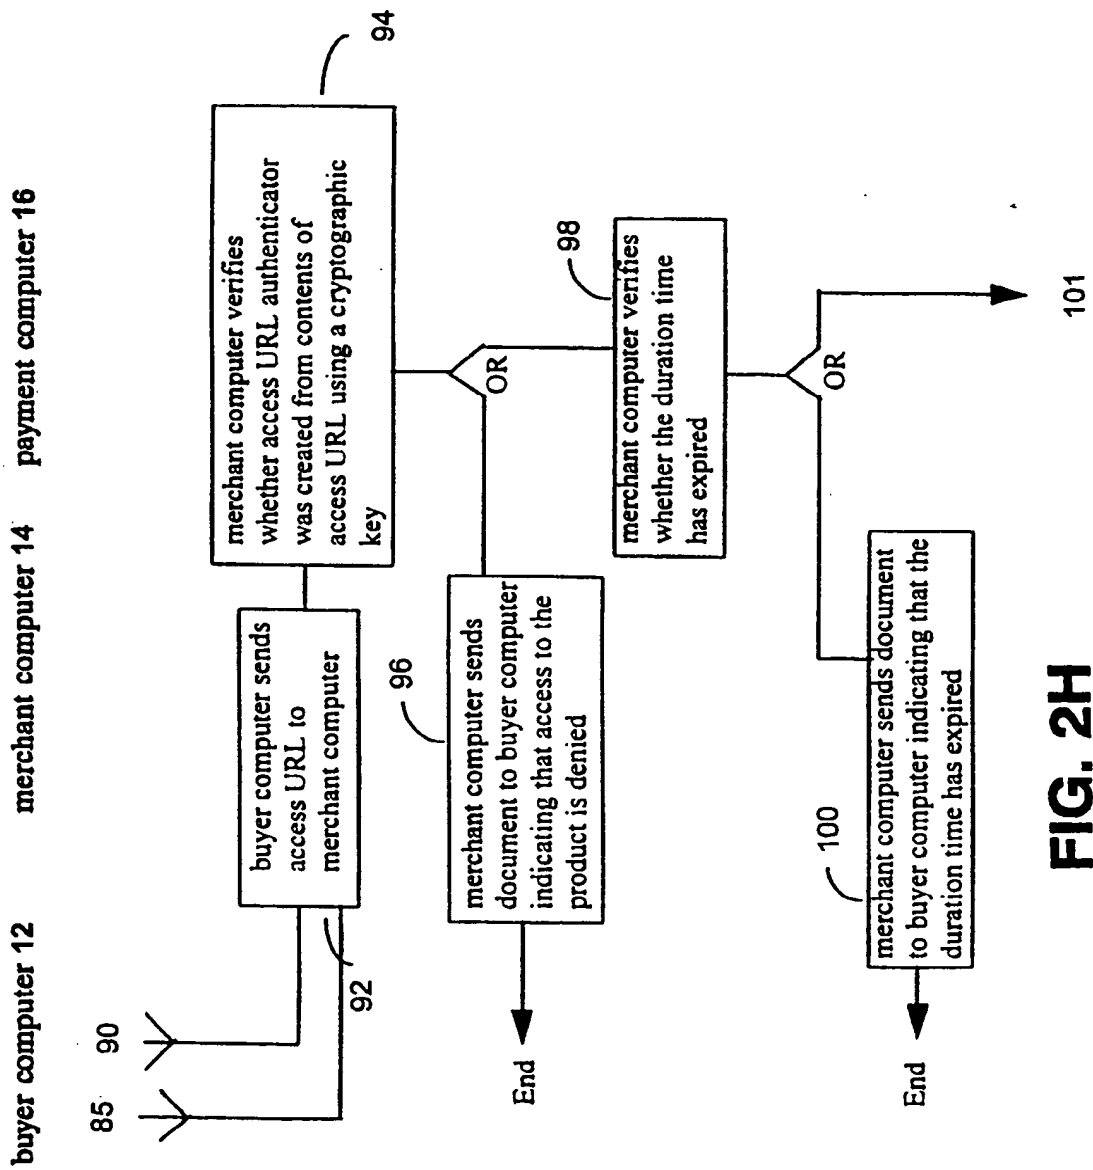 buyer computer 12
merchant computer 14
payment computer 16
85
90
92
buyer computer sends
access URL to
merchant computer
94
merchant computer verifies
whether access URL authenticator
was created from contents of
access URL using a cryptographic
key
OR
96
merchant computer sends
document to buyer computer
indicating that access to the
product is denied
End
98
merchant computer verifies
whether the duration time
has expired
OR
100
merchant computer sends document
to buyer computer indicating that the
duration time has expired
End
101
FIG. 2H